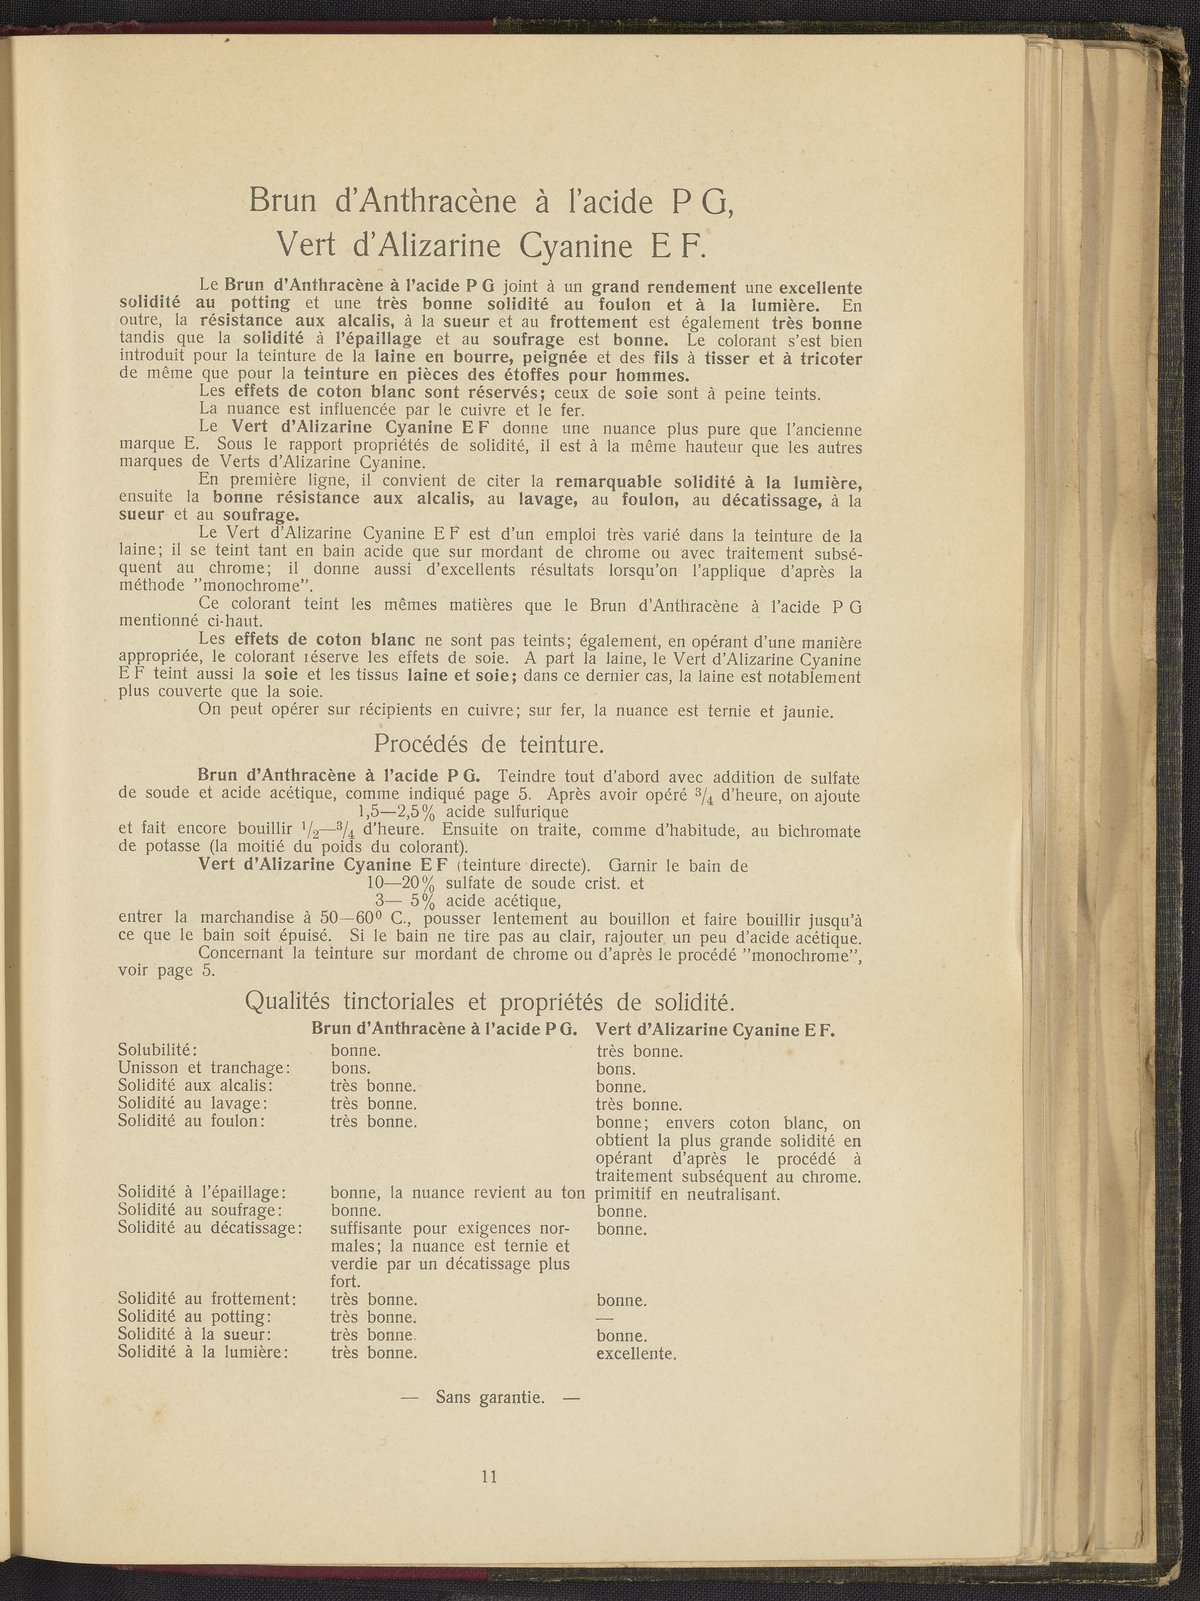 Brun d'Anthracène à l'acide P G,
Vert d'Alizarine Cyanine E F.
Le Brun d'Anthracène à l'acide P G joint à un grand rendement une excellente
solidité au potting et une très bonne solidité au foulon et à la lumière. En
outre, la résistance aux alcalis, à la sueur et au frottement est également très bonne
tandis que la solidité à l'épaillage et au soufrage est bonne. Le colorant s'est bien
introduit pour la teinture de la laine en bourre, peignée et des fils à tisser et à tricoter
de même que pour la teinture en pièces des étoffes pour hommes.
Les effets de coton blanc sont réservés; ceux de soie sont à peine teints.
La nuance est influencée par le cuivre et le fer.
Le Vert d'Alizarine Cyanine E F donne une nuance plus pure que l'ancienne
marque E. Sous le rapport propriétés de solidité, il est à la même hauteur que les autres
marques de Verts d'Alizarine Cyanine.
En première ligne, il convient de citer la remarquable solidité à la lumière,
ensuite la bonne résistance aux alcalis, au lavage, au foulon, au décatissage, à la
sueur et au soufrage.
Le Vert d'Alizarine Cyanine E F est d'un emploi très varié dans la teinture de la
laine; il se teint tant en bain acide que sur mordant de chrome ou avec traitement subsé-
quent au chrome; il donne aussi d'excellents résultats lorsqu'on l'applique d'après la
méthode "monochrome".
Ce colorant teint les mêmes matières que le Brun d'Anthracène à l'acide P G
mentionné ci-haut.
Les effets de coton blanc ne sont pas teints; également, en opérant d'une manière
appropriée, le colorant réserve les effets de soie. A part la laine, le Vert d'Alizarine Cyanine
E F teint aussi la soie et les tissus laine et soie; dans ce dernier cas, la laine est notablement
plus couverte que la soie.
On peut opérer sur récipients en cuivre; sur fer, la nuance est ternie et jaunie.
Procédés de teinture.
Brun d'Anthracène à l'acide P G. Teindre tout d'abord avec addition de sulfate
de soude et acide acétique, comme indiqué page 5. Après avoir opéré 3/4 d'heure, on ajoute
1,5—2,5% acide sulfurique
et fait encore bouillir 1/2—3/4 d'heure. Ensuite on traite, comme d'habitude, au bichromate
de potasse (la moitié du poids du colorant).
Vert d'Alizarine Cyanine E F (teinture directe). Garnir le bain de
10—20% sulfate de soude crist. et
3— 5% acide acétique,
entrer la marchandise à 50—60° C., pousser lentement au bouillon et faire bouillir jusqu'à
ce que le bain soit épuisé. Si le bain ne tire pas au clair, rajouter un peu d'acide acétique.
Concernant la teinture sur mordant de chrome ou d'après le procédé "monochrome",
voir page 5.
Qualités tinctoriales et propriétés de solidité.
Brun d'Anthracène à l'acide P G. Vert d'Alizarine Cyanine E F.
Solubilité: bonne. très bonne.
Unisson et tranchage: bons. bons.
Solidité aux alcalis: très bonne. bonne.
Solidité au lavage: très bonne. très bonne.
Solidité au foulon: très bonne. bonne; envers coton blanc, on
obtient la plus grande solidité en
opérant d'après le procédé à
traitement subséquent au chrome.
Solidité à l'épaillage: bonne, la nuance revient au ton primitif en neutralisant.
Solidité au soufrage: bonne. bonne.
Solidité au décatissage: suffisante pour exigences nor- bonne.
males; la nuance est ternie et
verdie par un décatissage plus
fort.
Solidité au frottement: très bonne. bonne.
Solidité au potting: très bonne. —
Solidité à la sueur: très bonne. bonne.
Solidité à la lumière: très bonne. excellente.
— Sans garantie. —
11